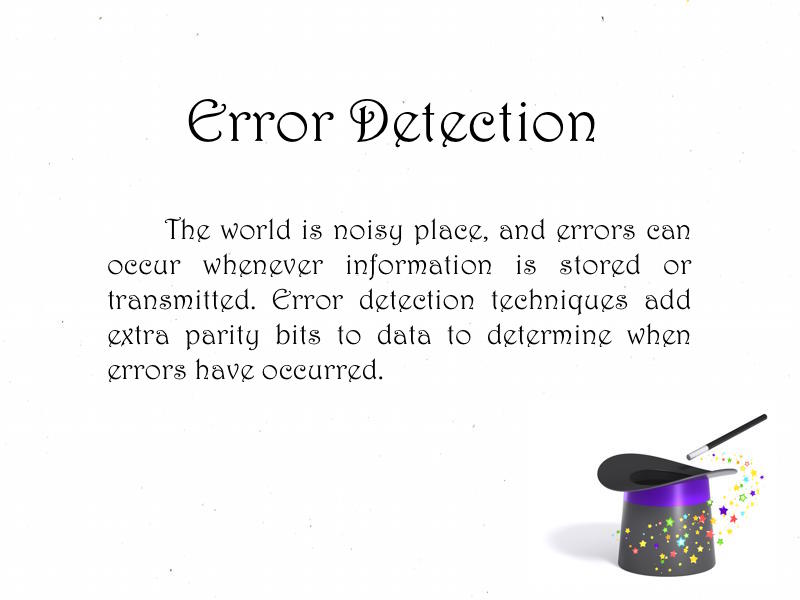 Error Detection
The world is noisy place, and errors can
occur whenever information is stored or
transmitted. Error detection techniques add
extra parity bits to data to determine when
errors have occurred.